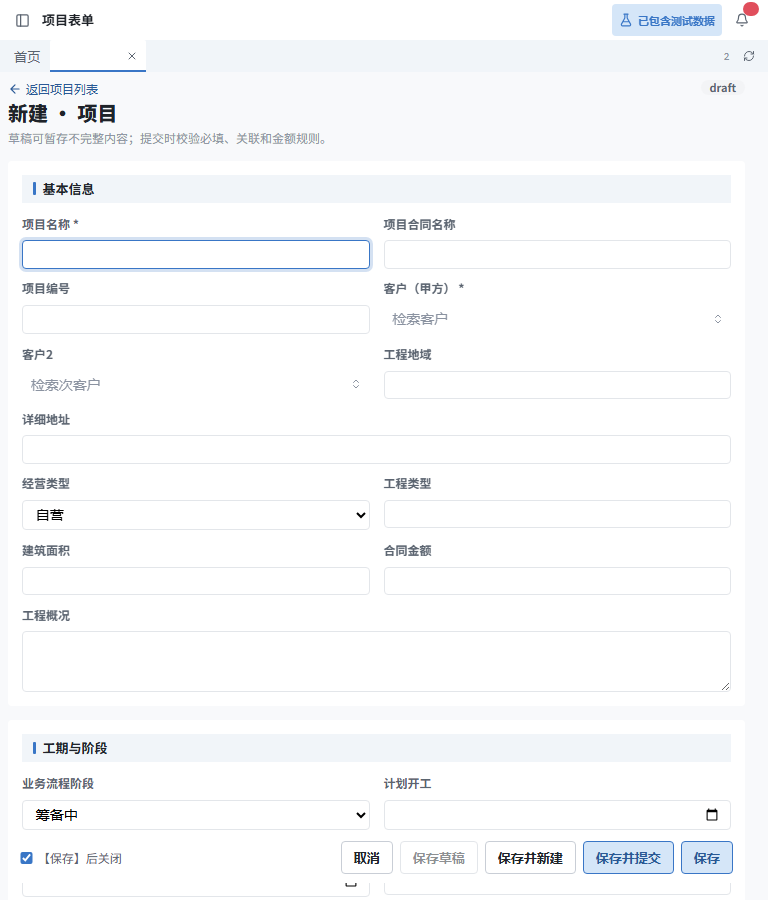 项目表单
已包含测试数据
首页
2
返回项目列表
draft
新建 · 项目
草稿可暂存不完整内容；提交时校验必填、关联和金额规则。
基本信息
项目名称 * 项目合同名称
项目编号 客户（甲方） *
检索客户
客户2 工程地域
检索次客户
详细地址
经营类型 工程类型
自营
建筑面积 合同金额
工程概况
工期与阶段
业务流程阶段 计划开工
筹备中
【保存】后关闭 取消 保存草稿 保存并新建 保存并提交 保存